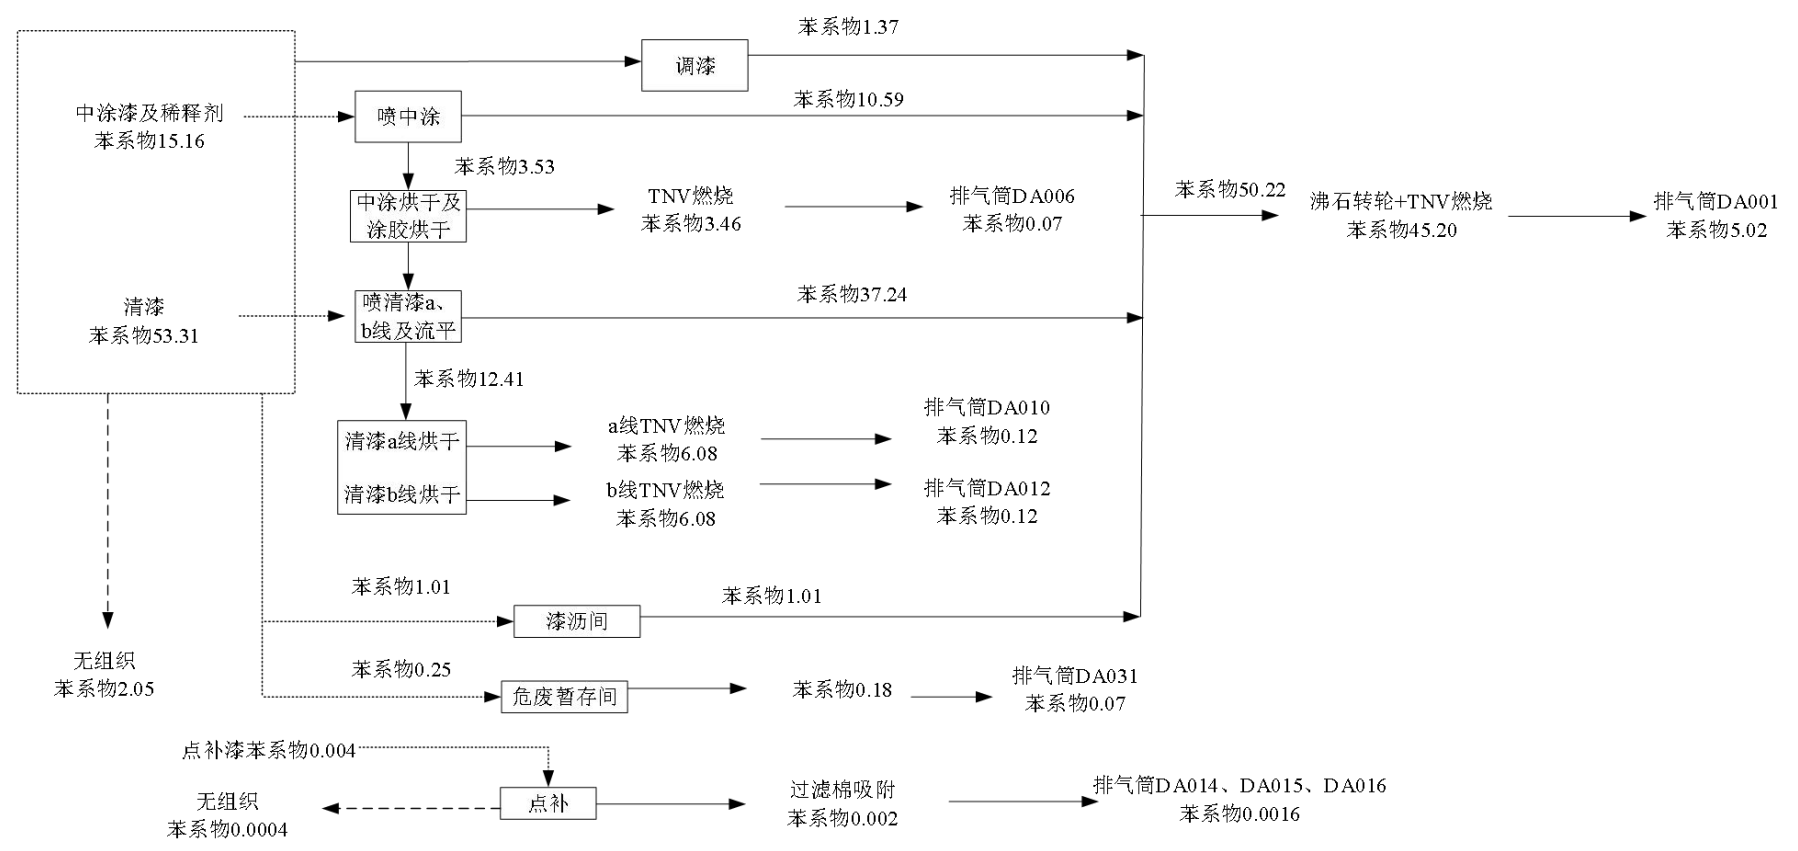 苯系物1.37
调漆
中涂漆及稀释剂
苯系物15.16
喷中涂
苯系物10.59
苯系物3.53
中涂烘干及
涂胶烘干
TNV燃烧
苯系物3.46
排气筒DA006
苯系物0.07
苯系物50.22
沸石转轮+TNV燃烧
苯系物45.20
排气筒DA001
苯系物5.02
清漆
苯系物53.31
喷清漆a、
b线及流平
苯系物37.24
苯系物12.41
清漆a线烘干
a线TNV燃烧
苯系物6.08
排气筒DA010
苯系物0.12
清漆b线烘干
b线TNV燃烧
苯系物6.08
排气筒DA012
苯系物0.12
苯系物1.01
漆沥间
苯系物1.01
无组织
苯系物2.05
苯系物0.25
危废暂存间
苯系物0.18
排气筒DA031
苯系物0.07
点补漆苯系物0.004
无组织
苯系物0.0004
点补
过滤棉吸附
苯系物0.002
排气筒DA014、DA015、DA016
苯系物0.0016